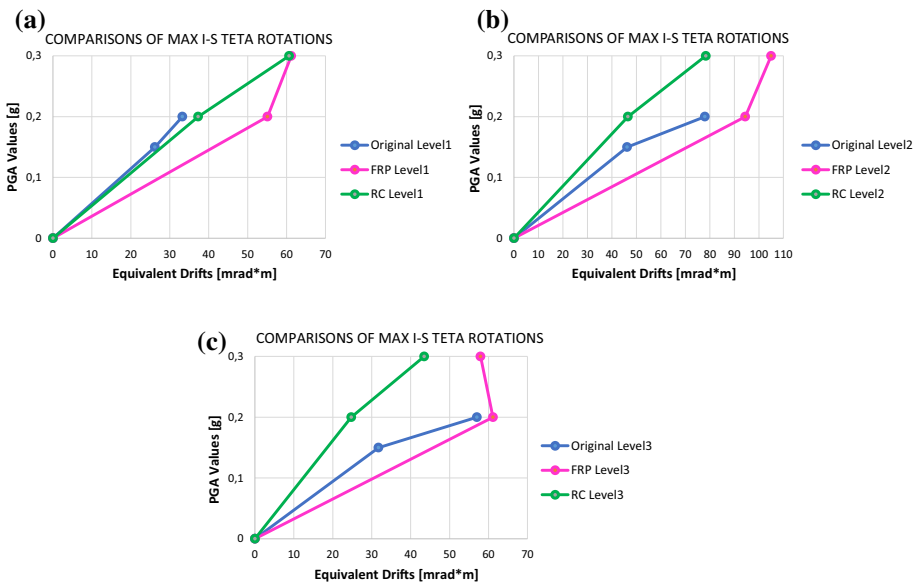 (a)
COMPARISONS OF MAX I-S TETA ROTATIONS
PGA Values [g]
0,3
0,2
0,1
0
0 10 20 30 40 50 60 70
Equivalent Drifts [mrad*m]
Original Level1
FRP Level1
RC Level1
(b)
COMPARISONS OF MAX I-S TETA ROTATIONS
PGA Values [g]
0,3
0,2
0,1
0
0 10 20 30 40 50 60 70 80 90 100 110
Equivalent Drifts [mrad*m]
Original Level2
FRP Level2
RC Level2
(c)
COMPARISONS OF MAX I-S TETA ROTATIONS
PGA Values [g]
0,3
0,2
0,1
0
0 10 20 30 40 50 60 70
Equivalent Drifts [mrad*m]
Original Level3
FRP Level3
RC Level3